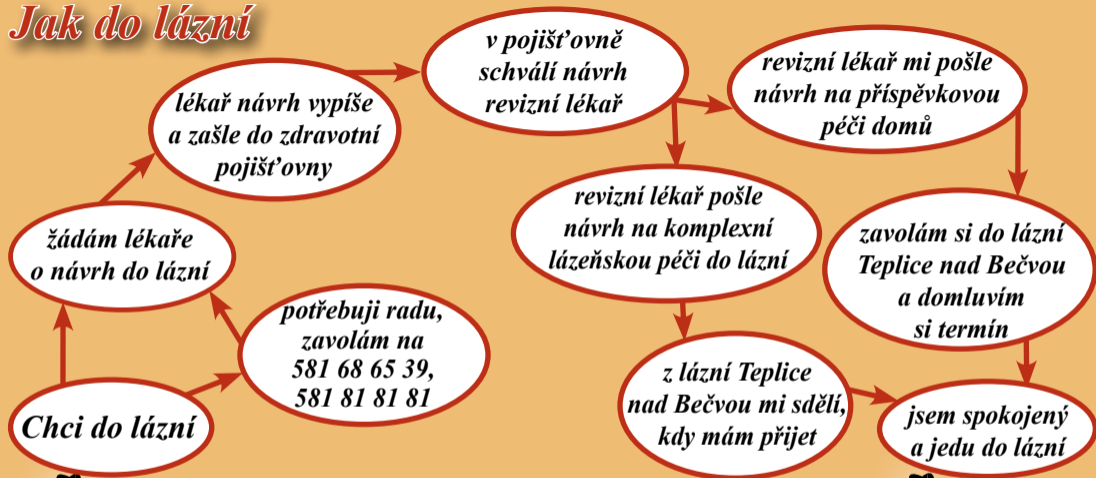 Jak do lázní
Chci do lázní
potřebuji radu,
zavolám na
581 68 65 39,
581 81 81 81
žádám lékaře
o návrh do lázní
lékař návrh vypíše
a zašle do zdravotní
pojišťovny
v pojišťovně
schválí návrh
revizní lékař
revizní lékař mi pošle
návrh na příspěvkovou
péči domů
zavolám si do lázní
Teplice nad Bečvou
a domluvím
si termín
revizní lékař pošle
návrh na komplexní
lázeňskou péči do lázní
z lázní Teplice
nad Bečvou mi sdělí,
kdy mám přijet
jsem spokojený
a jedu do lázní